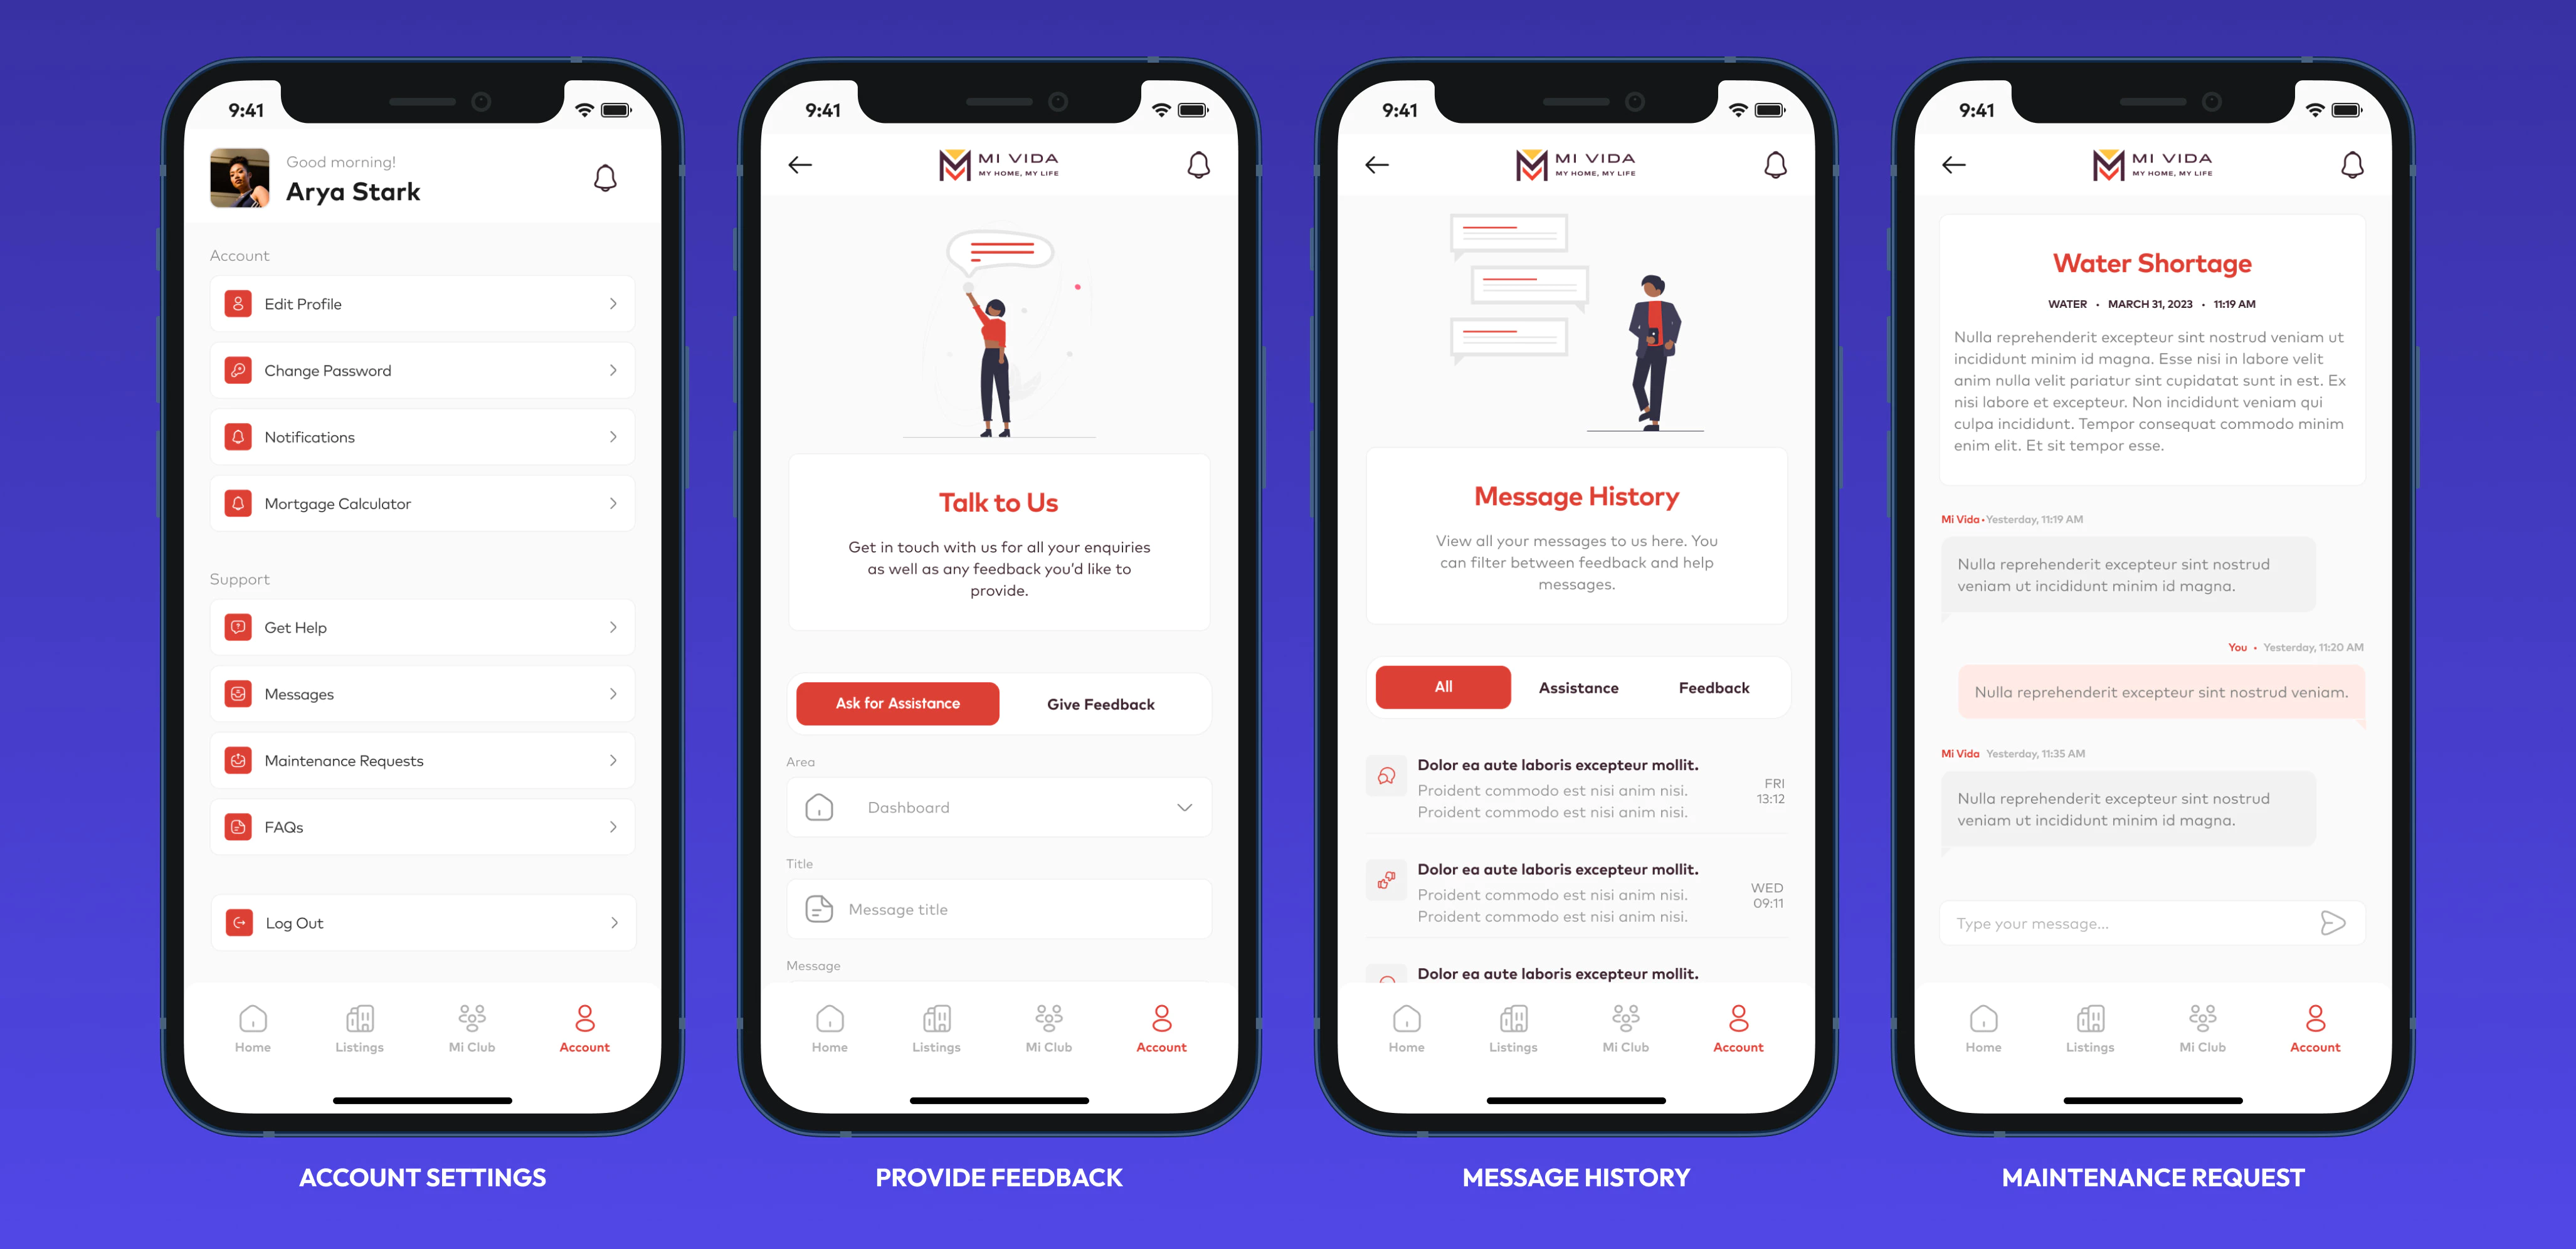 9:41
Good morning!
Arya Stark
Account
Edit Profile
Change Password
Notifications
Mortgage Calculator
Support
Get Help
Messages
Maintenance Requests
FAQs
Log Out
Home
Listings
Mi Club
Account
ACCOUNT SETTINGS
9:41
MI VIDA
MY HOME, MY LIFE
Talk to Us
Get in touch with us for all your enquiries
as well as any feedback you'd like to
provide.
Ask for Assistance
Give Feedback
Area
Dashboard
Title
Message title
Message
Home
Listings
Mi Club
Account
PROVIDE FEEDBACK
9:41
MI VIDA
MY HOME, MY LIFE
Message History
View all your messages to us here. You
can filter between feedback and help
messages.
All
Assistance
Feedback
Dolor ea aute laboris excepteur mollit.
Proident commodo est nisi anim nisi.
Proident commodo est nisi anim nisi.
FRI
13:12
Dolor ea aute laboris excepteur mollit.
Proident commodo est nisi anim nisi.
Proident commodo est nisi anim nisi.
WED
09:11
Dolor ea aute laboris excepteur mollit.
Home
Listings
Mi Club
Account
MESSAGE HISTORY
9:41
MI VIDA
MY HOME, MY LIFE
Water Shortage
WATER • MARCH 31, 2023 • 11:19 AM
Nulla reprehenderit excepteur sint nostrud veniam ut
incididunt minim id magna. Esse nisi in labore velit
anim nulla velit pariatur sint cupidatat sunt in est. Ex
nisi labore et excepteur. Non incididunt veniam qui
culpa incididunt. Tempor consequat commodo minim
enim elit. Et sit tempor esse.
Mi Vida • Yesterday, 11:19 AM
Nulla reprehenderit excepteur sint nostrud
veniam ut incididunt minim id magna.
You • Yesterday, 11:20 AM
Nulla reprehenderit excepteur sint nostrud veniam.
Mi Vida Yesterday, 11:35 AM
Nulla reprehenderit excepteur sint nostrud
veniam ut incididunt minim id magna.
Type your message...
Home
Listings
Mi Club
Account
MAINTENANCE REQUEST